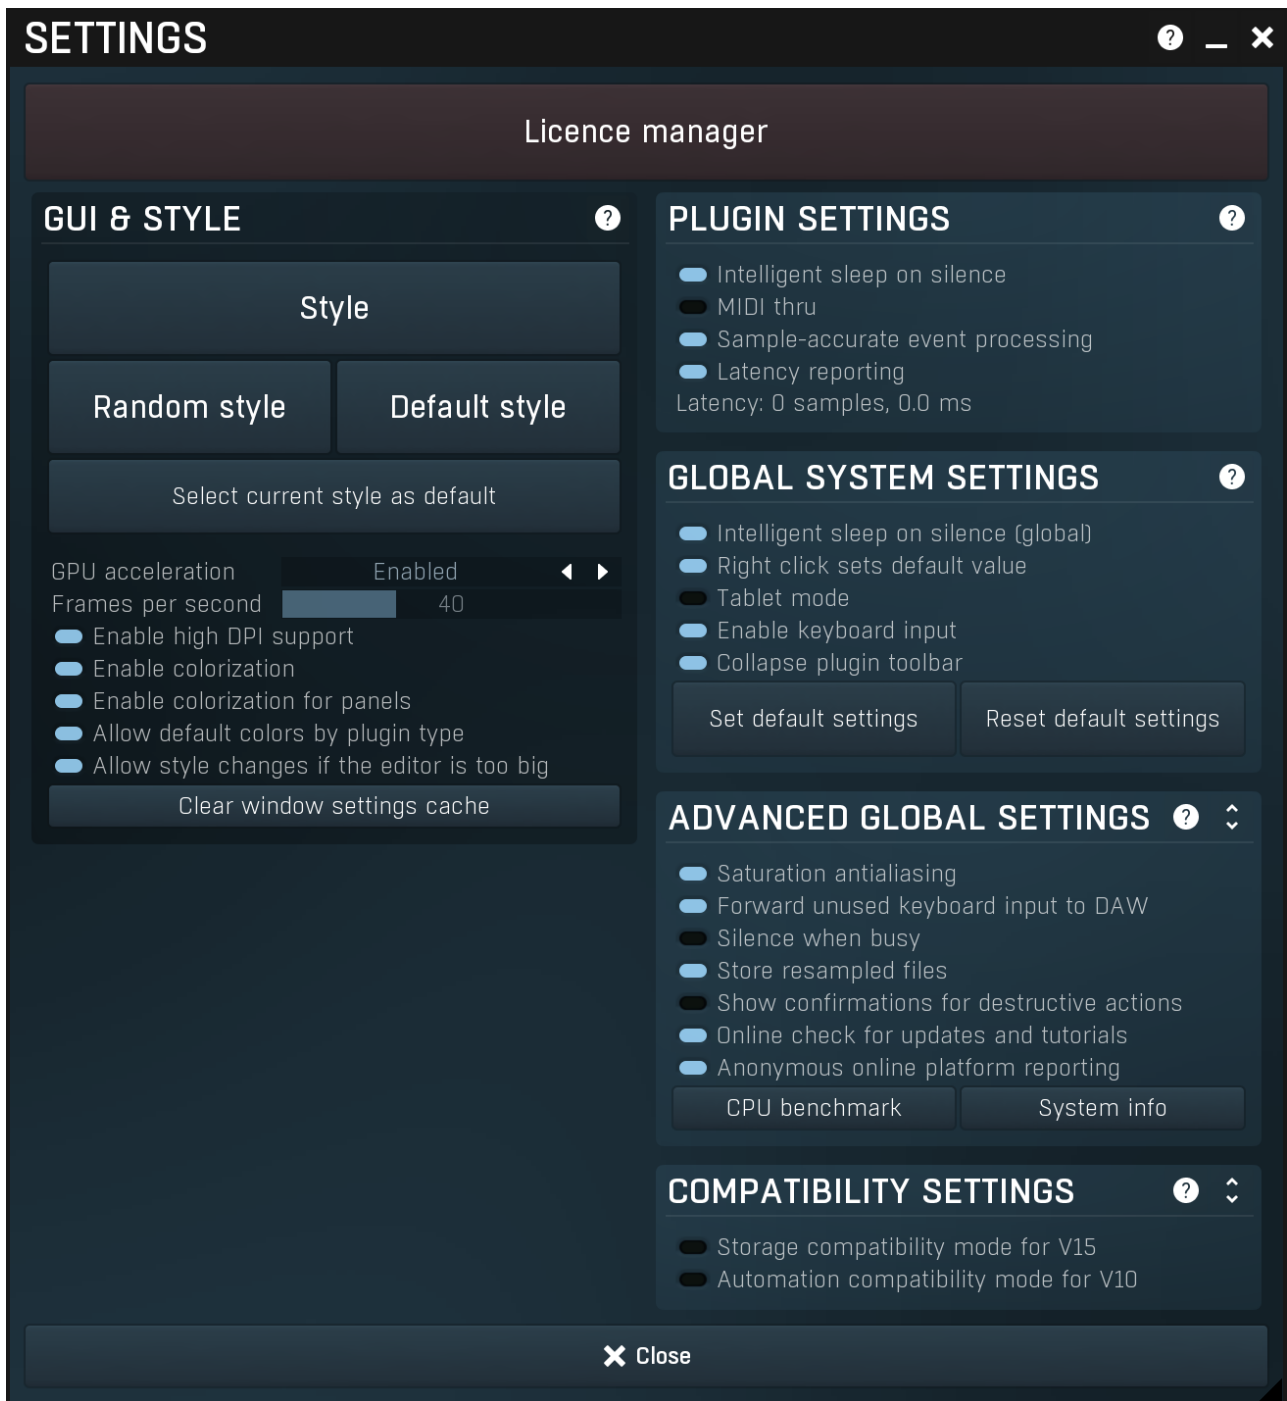 SETTINGS
Licence manager
GUI & STYLE
Style
Random style
Default style
Select current style as default
GPU acceleration Enabled
Frames per second 40
Enable high DPI support
Enable colorization
Enable colorization for panels
Allow default colors by plugin type
Allow style changes if the editor is too big
Clear window settings cache
PLUGIN SETTINGS
Intelligent sleep on silence
MIDI thru
Sample-accurate event processing
Latency reporting
Latency: 0 samples, 0.0 ms
GLOBAL SYSTEM SETTINGS
Intelligent sleep on silence (global)
Right click sets default value
Tablet mode
Enable keyboard input
Collapse plugin toolbar
Set default settings
Reset default settings
ADVANCED GLOBAL SETTINGS
Saturation antialiasing
Forward unused keyboard input to DAW
Silence when busy
Store resampled files
Show confirmations for destructive actions
Online check for updates and tutorials
Anonymous online platform reporting
CPU benchmark
System info
COMPATIBILITY SETTINGS
Storage compatibility mode for V15
Automation compatibility mode for V10
Close